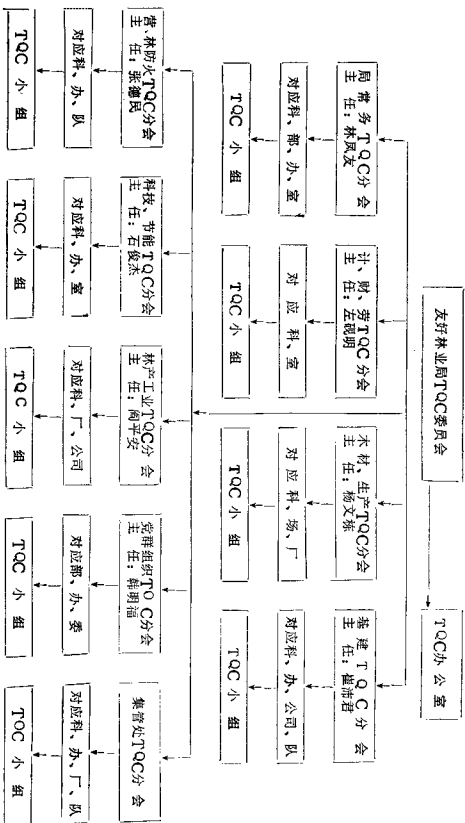 友好林业局TQC委员会
TQC办公室
局常务TQC分会
主任:林凤友
计、财、劳TQC分会
主任:左砚明
木材、生产TQC分会
主任:杨文栋
基建TQC分会
主任:崔沛君
对应科、部、办、室
对应科、室
对应科、场、厂
对应科、办、公司、队
TQC小组
TQC小组
TQC小组
TQC小组
营、林防火TQC分会
主任:张德民
科技、节能TQC分会
主任:石俊杰
林产工业TQC分会
主任:阎平安
党群组织TOC分会
主任:韩明福
集管处TQC分会
对应科、办、队
对应科、办、室
对应科、厂、公司
对应部、办、委
对应科、办、厂、队
TQC小组
TQC小组
TQC小组
TQC小组
TOC小组